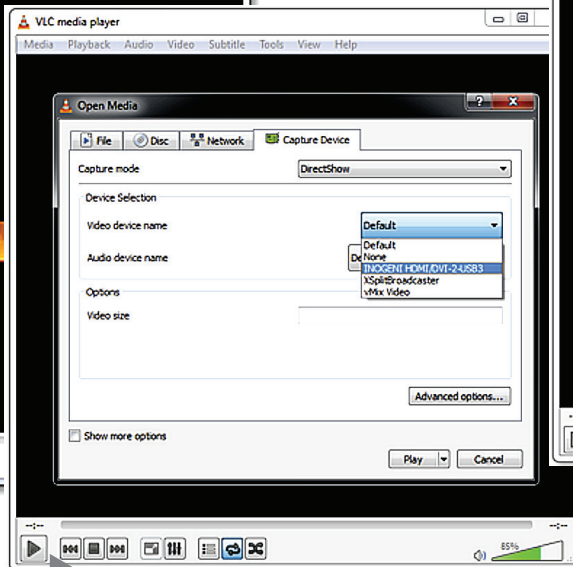 VLC media player
Media Playback Audio Video Subtitle Tools View Help
Open Media
?
File Disc Network Capture Device
Capture mode DirectShow
Device Selection
Video device name Default
Default
None
Audio device name De
INOGENI HDMI/DVI-2-USB3
XSplitBroadcaster
vMix Video
Options
Video size
Advanced options...
Show more options
Play Cancel
--:-- --:--
85%